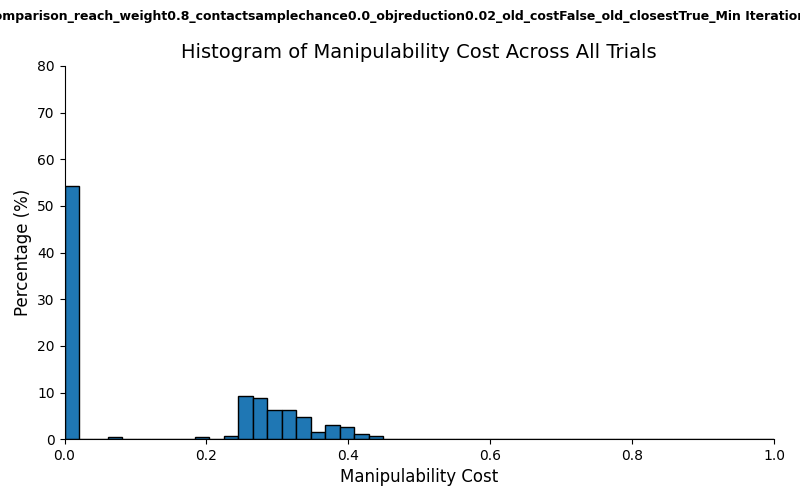 omparison_reach_weight0.8_contactsamplechance0.0_objreduction0.02_old_costFalse_old_closestTrue_Min Iteration
Histogram of Manipulability Cost Across All Trials
80
70
60
50
40
30
20
10
0
Percentage (%)
0.0 0.2 0.4 0.6 0.8 1.0
Manipulability Cost